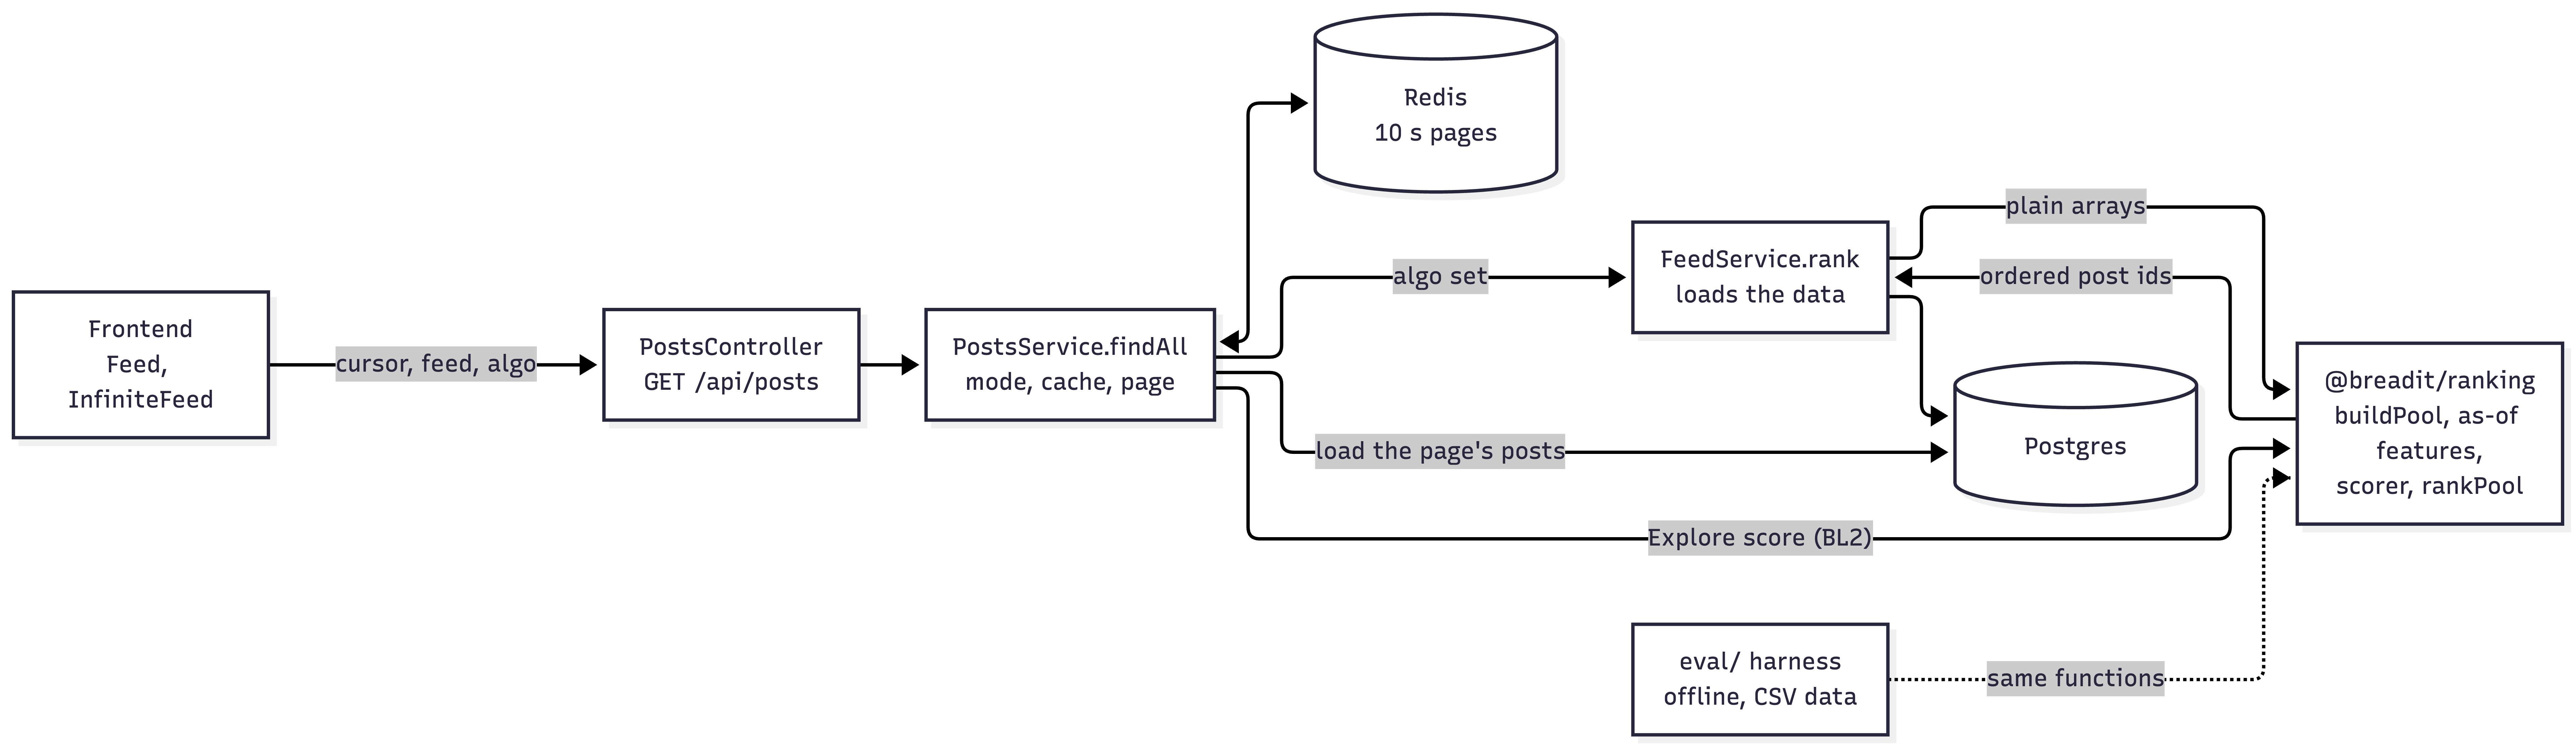 Redis
10 s pages
plain arrays
FeedService.rank
loads the data
algo set
ordered post ids
Frontend
Feed,
InfiniteFeed
cursor, feed, algo
PostsController
GET /api/posts
PostsService.findAll
mode, cache, page
@breadit/ranking
buildPool, as-of
features,
scorer, rankPool
load the page's posts
Postgres
Explore score (BL2)
eval/ harness
offline, CSV data
same functions